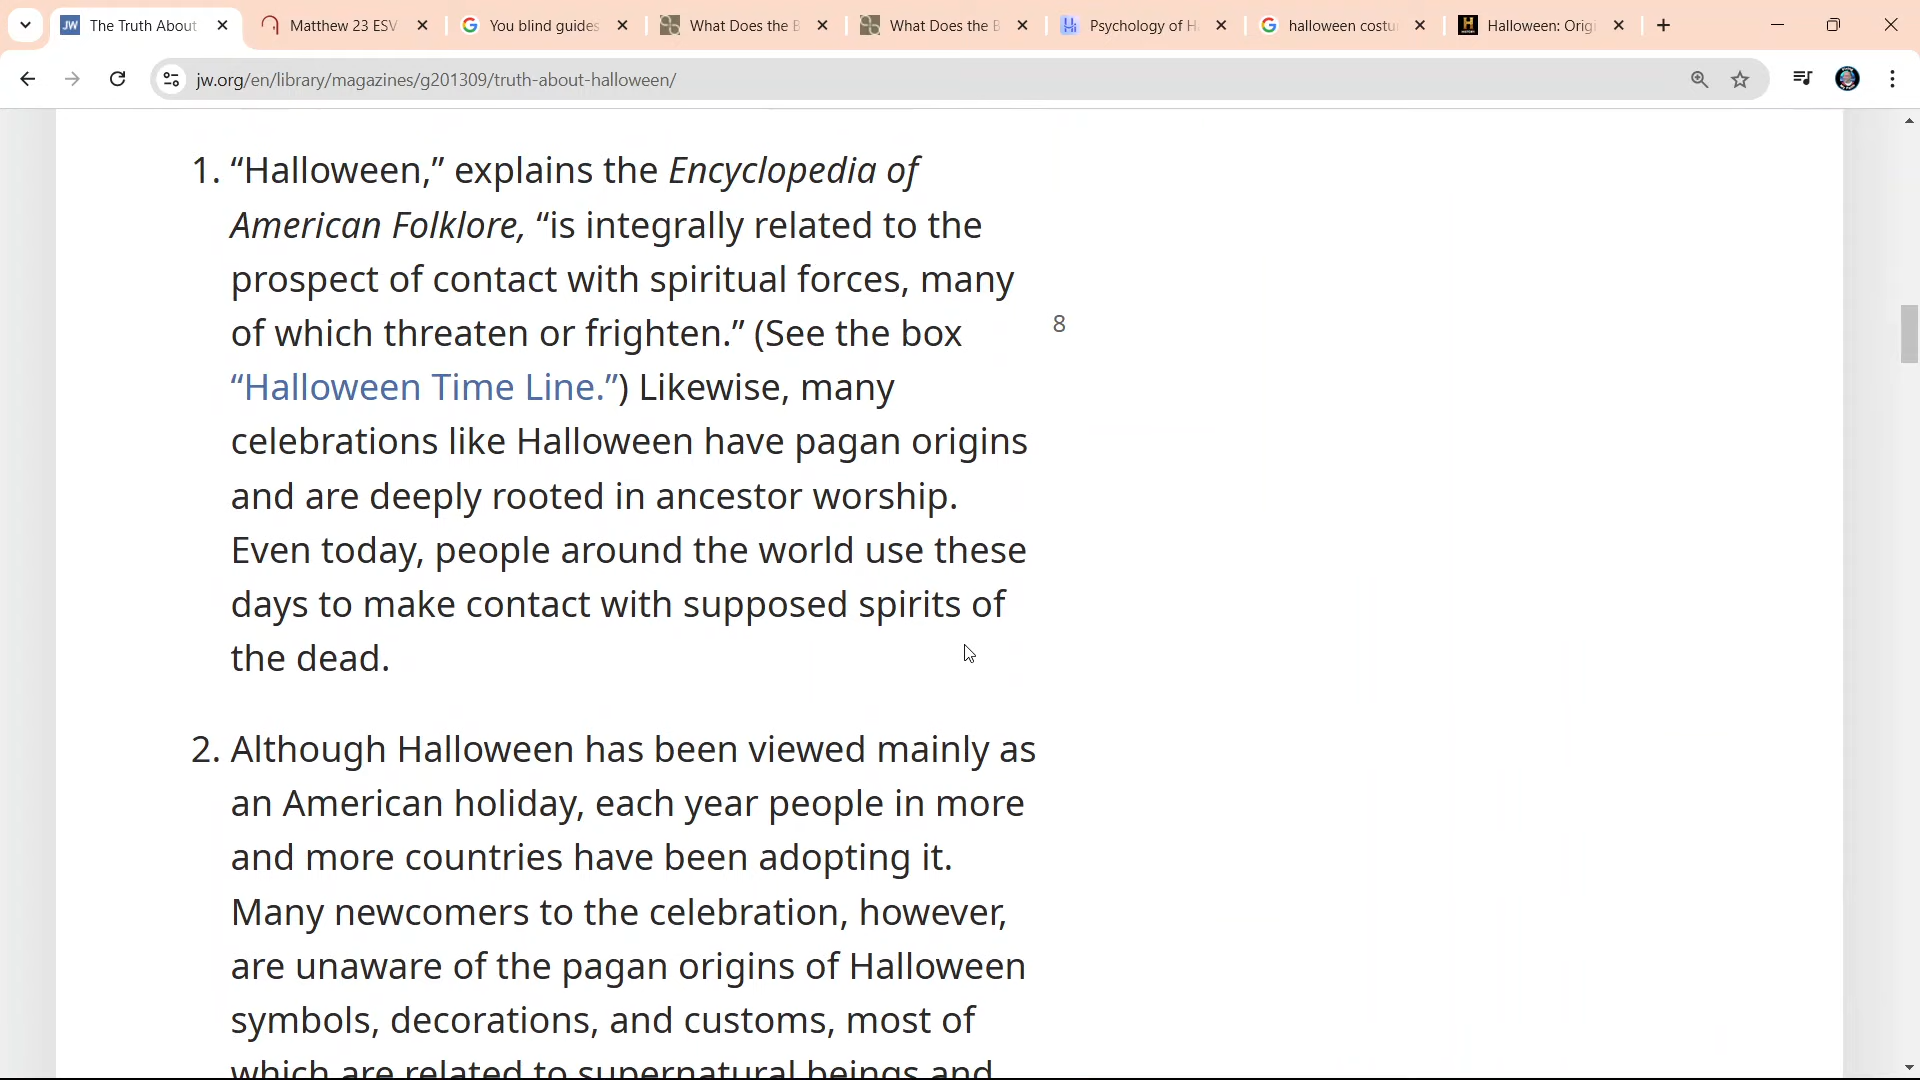 The Truth About
Matthew 23 ESV
You blind guides
What Does the B
What Does the B
Psychology of H
halloween costu
Halloween: Orig
jw.org/en/library/magazines/g201309/truth-about-halloween/
1. “Halloween,” explains the Encyclopedia of
American Folklore, “is integrally related to the
prospect of contact with spiritual forces, many
of which threaten or frighten.” (See the box
8
“Halloween Time Line.”) Likewise, many
celebrations like Halloween have pagan origins
and are deeply rooted in ancestor worship.
Even today, people around the world use these
days to make contact with supposed spirits of
the dead.
2. Although Halloween has been viewed mainly as
an American holiday, each year people in more
and more countries have been adopting it.
Many newcomers to the celebration, however,
are unaware of the pagan origins of Halloween
symbols, decorations, and customs, most of
which are related to supernatural beings and